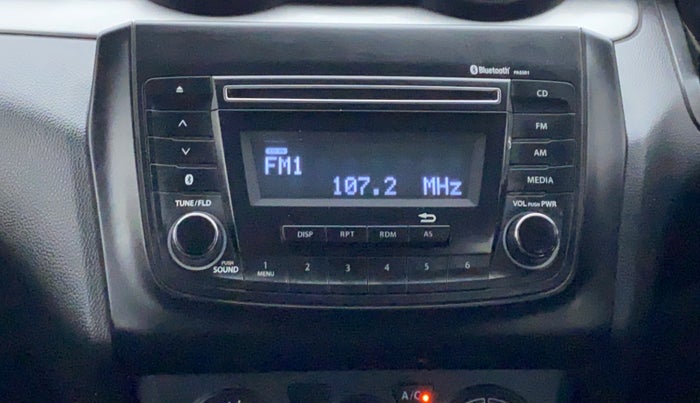 Bluetooth
CD
FM
AM
MEDIA
FM1
107.2 MHz
TUNE/FLD
VOL PUSH PWR
DISP RPT RDM AS
PUSH
SOUND
1 2 3 4 5 6
MENU
A/C